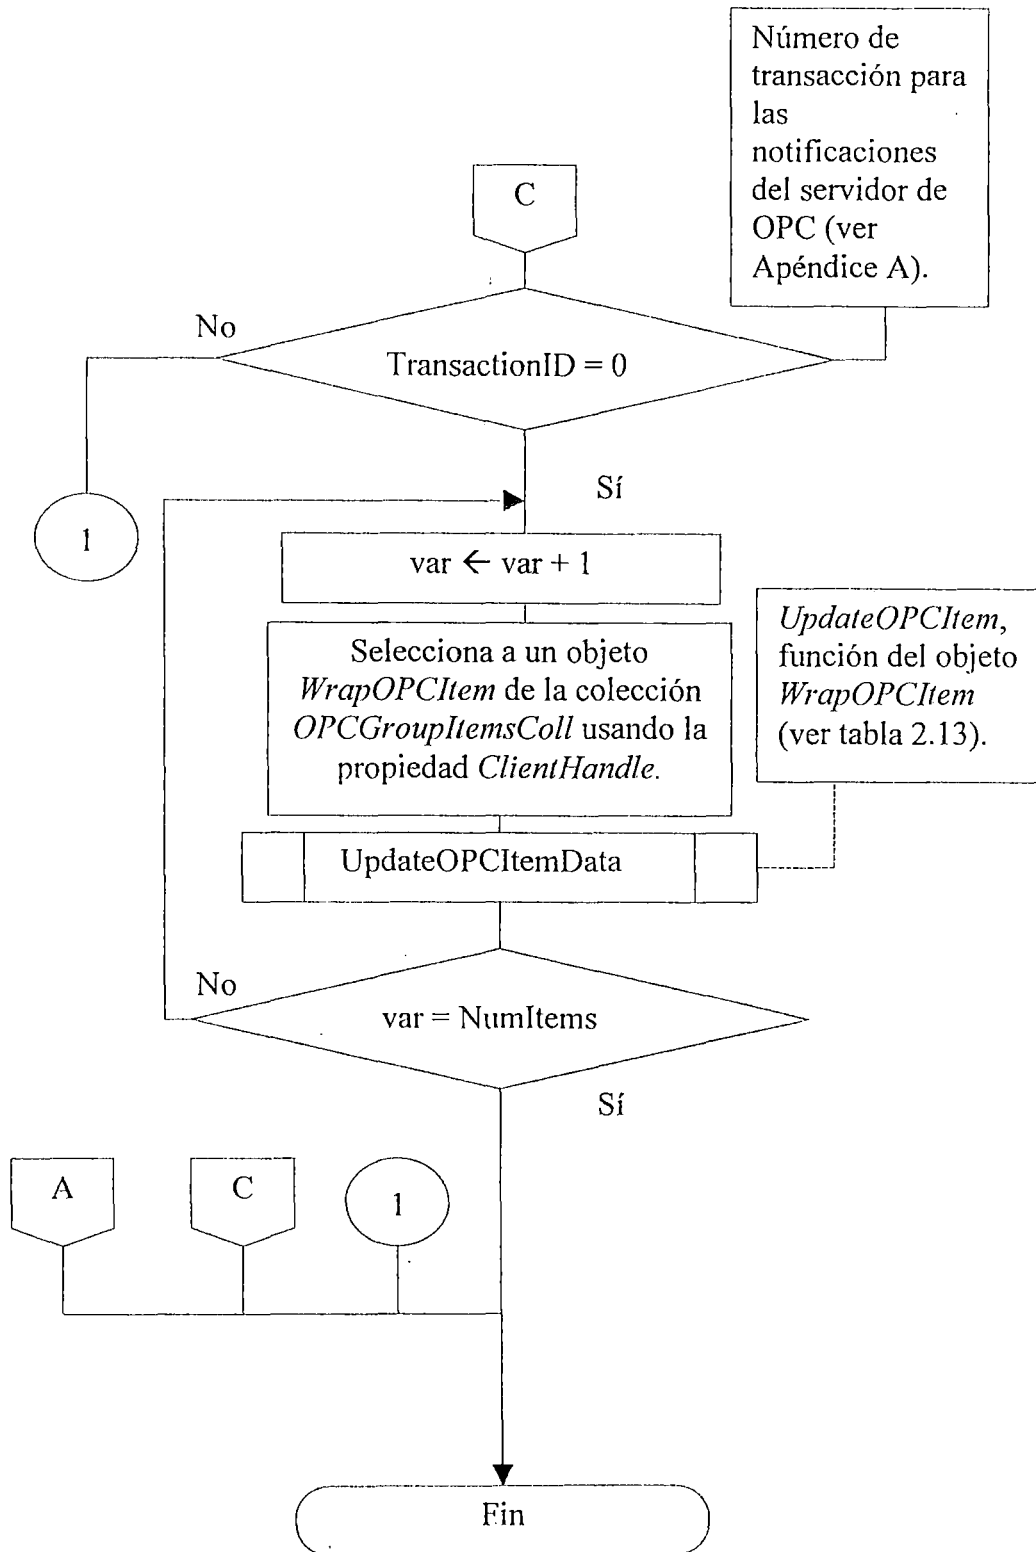 Número de
transacción para
las
notificaciones
del servidor de
OPC (ver
Apéndice A).
C
No
TransactionID = 0
Sí
1
var ← var + 1
Selecciona a un objeto
WrapOPCItem de la colección
OPCGroupItemsColl usando la
propiedad ClientHandle.
UpdateOPCItem,
función del objeto
WrapOPCItem
(ver tabla 2.13).
UpdateOPCItemData
No
var = NumItems
Sí
A
C
1
Fin